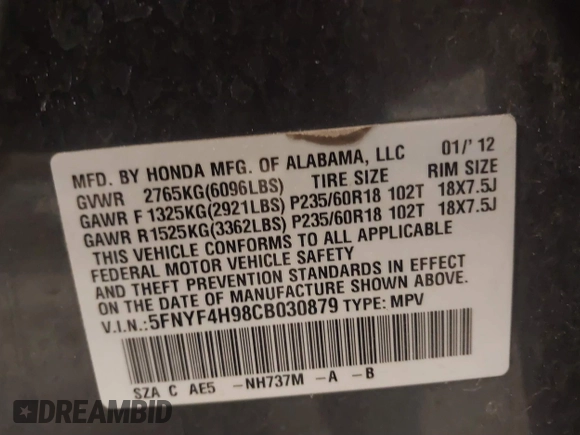 MFD. BY HONDA MFG. OF ALABAMA, LLC 01/' 12
GVWR 2765KG(6096LBS) TIRE SIZE RIM SIZE
GAWR F 1325KG(2921LBS) P235/60R18 102T 18X7.5J
GAWR R 1525KG(3362LBS) P235/60R18 102T 18X7.5J
THIS VEHICLE CONFORMS TO ALL APPLICABLE
FEDERAL MOTOR VEHICLE SAFETY
AND THEFT PREVENTION STANDARDS IN EFFECT
ON THE DATE OF MANUFACTURE SHOWN ABOVE.
V.I.N.: 5FNYF4H98CB030879 TYPE: MPV
SZA C AE5 -NH737M -A -B
DREAMBID